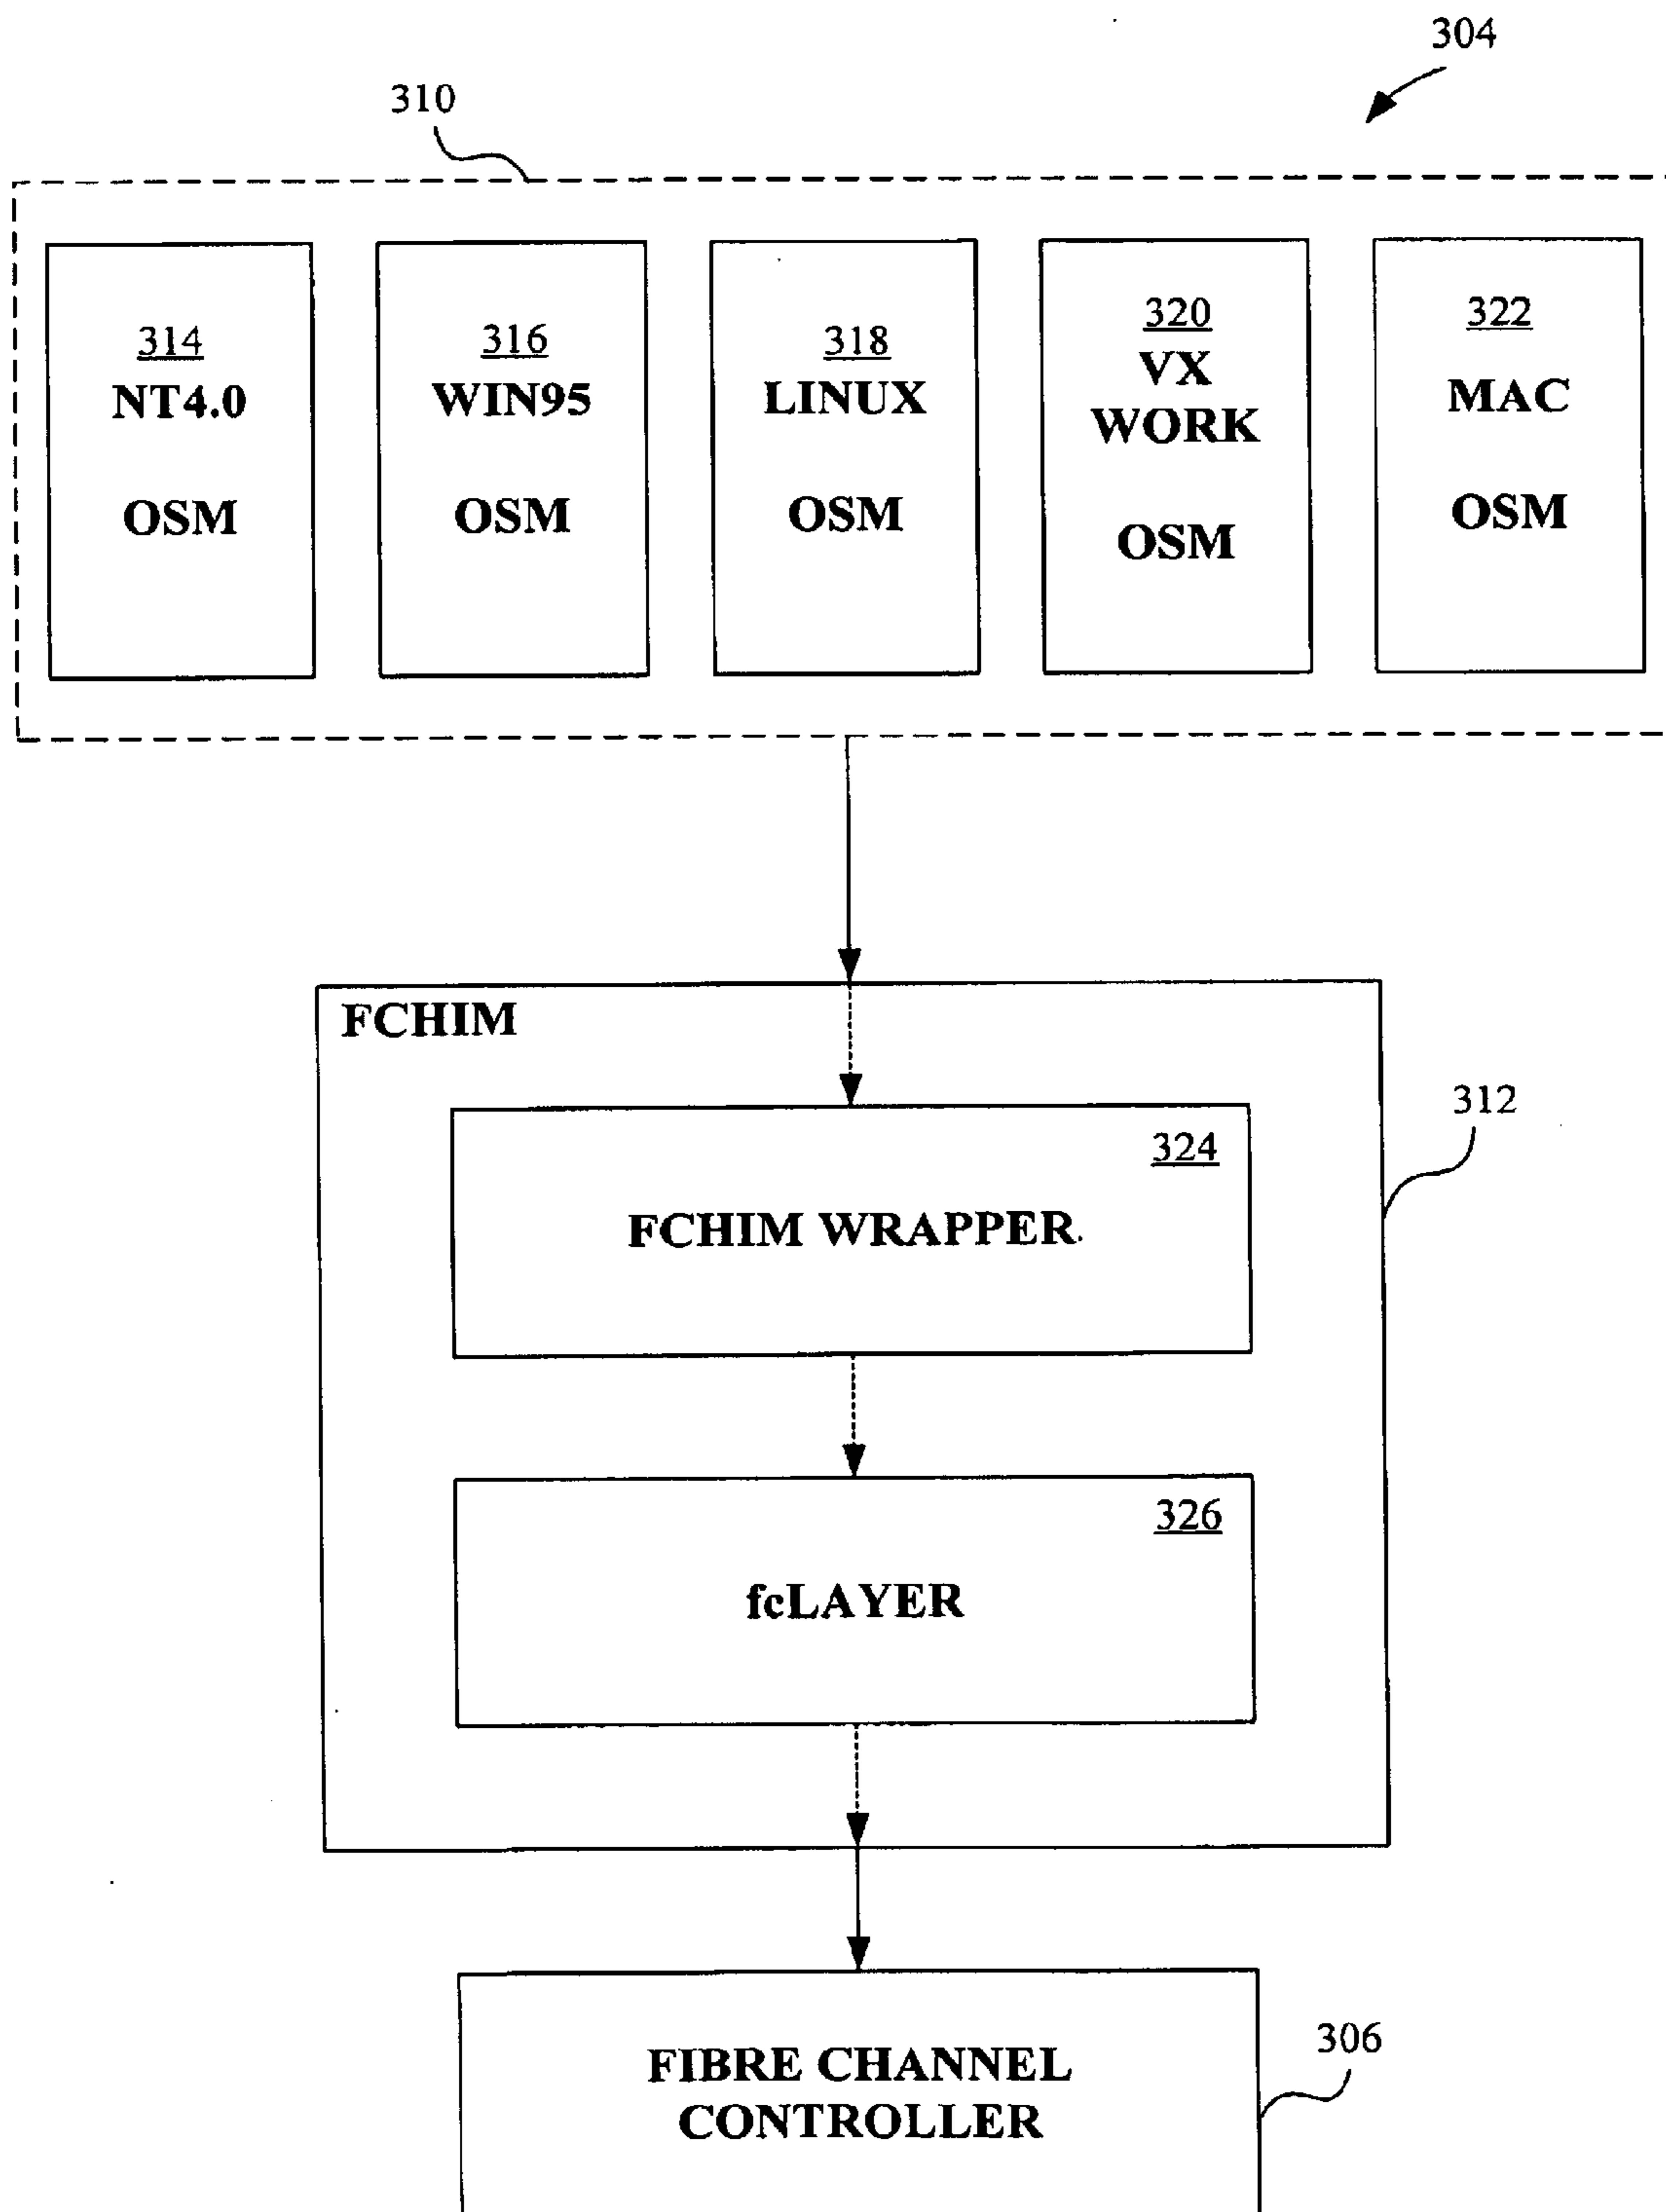 304
310
314
NT4.0
OSM
316
WIN95
OSM
318
LINUX
OSM
320
VX
WORK
OSM
322
MAC
OSM
FCHIM
312
324
FCHIM WRAPPER.
326
fcLAYER
306
FIBRE CHANNEL
CONTROLLER